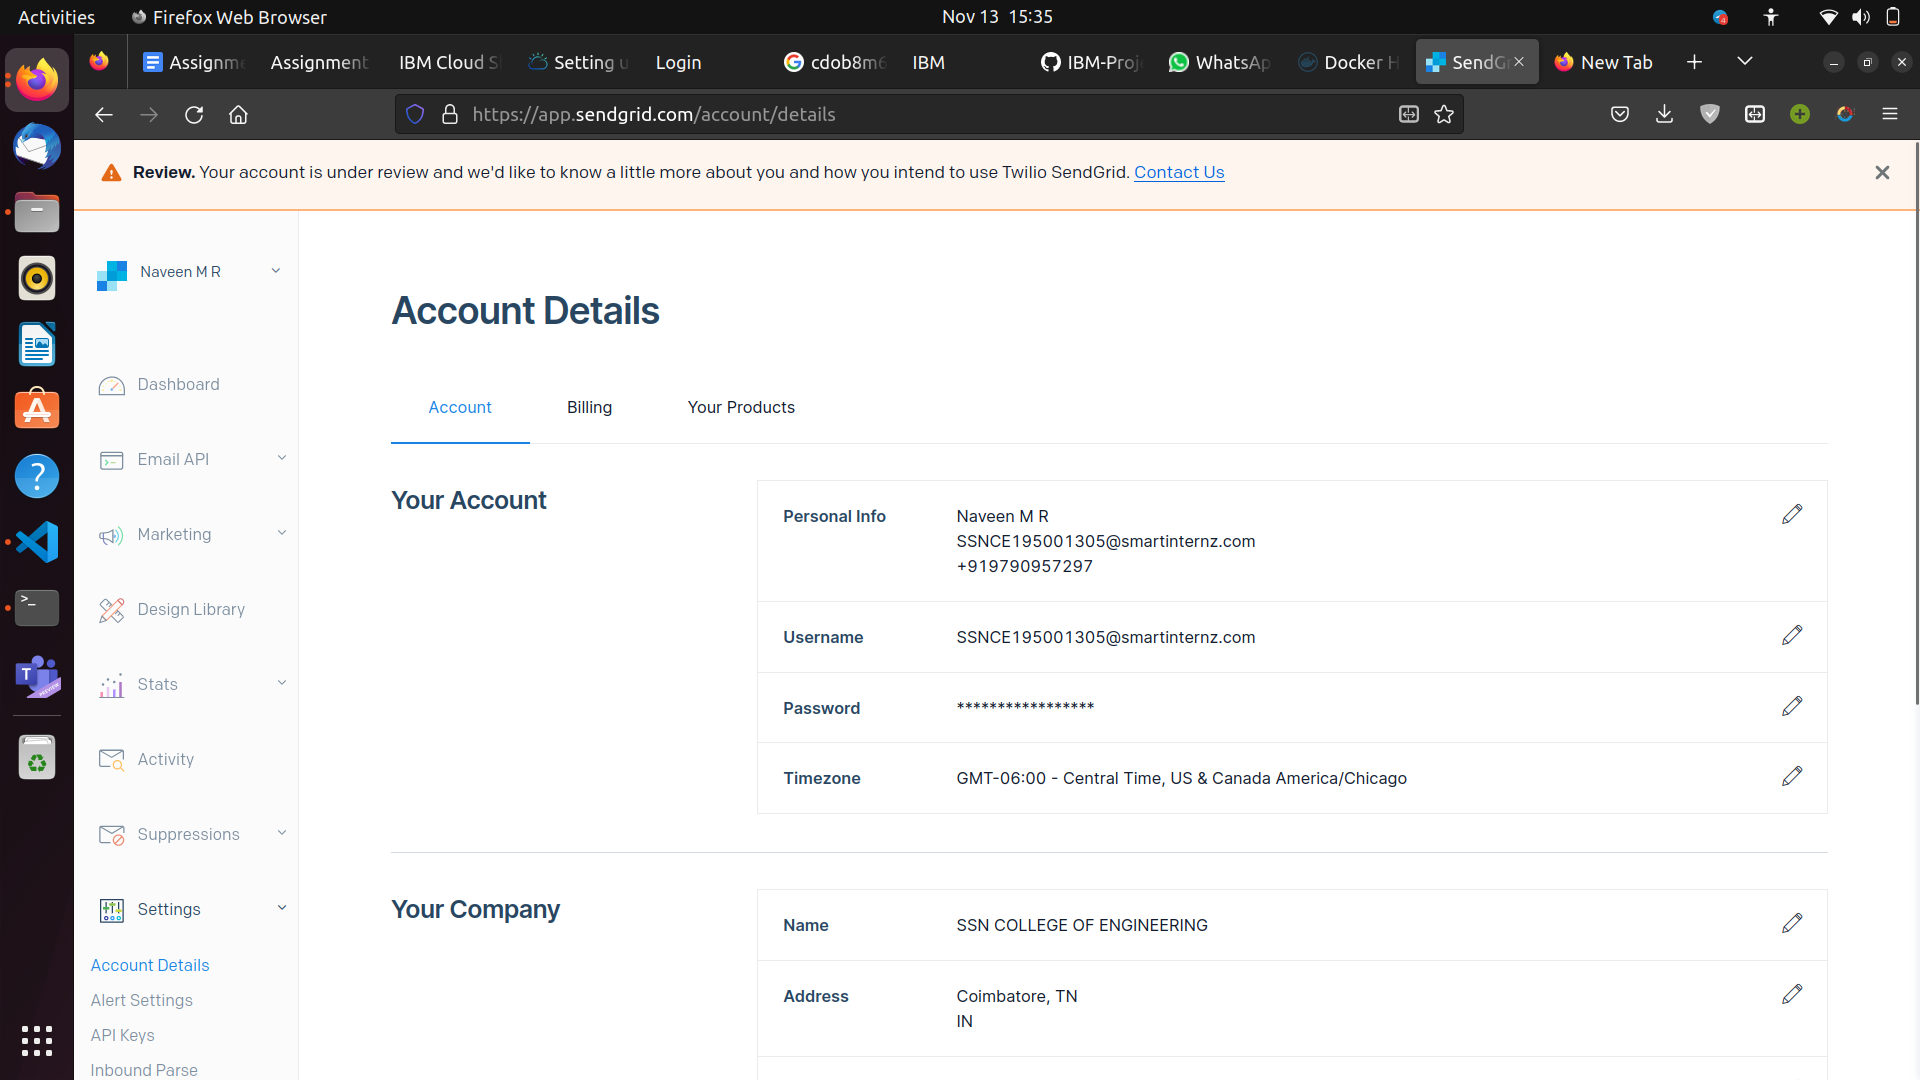 Activities
Firefox Web Browser
Nov 13 15:35
Assignme
Assignment
IBM Cloud S
Setting u
Login
cdob8m6
IBM
IBM-Proj
WhatsAp
Docker H
SendGr
New Tab
https://app.sendgrid.com/account/details
Review. Your account is under review and we'd like to know a little more about you and how you intend to use Twilio SendGrid. Contact Us
Naveen M R
Dashboard
Email API
Marketing
Design Library
Stats
Activity
Suppressions
Settings
Account Details
Alert Settings
API Keys
Inbound Parse
Account Details
Account
Billing
Your Products
Your Account
Personal Info
Naveen M R
SSNCE195001305@smartinternz.com
+919790957297
Username
SSNCE195001305@smartinternz.com
Password
*****************
Timezone
GMT-06:00 - Central Time, US & Canada America/Chicago
Your Company
Name
SSN COLLEGE OF ENGINEERING
Address
Coimbatore, TN
IN